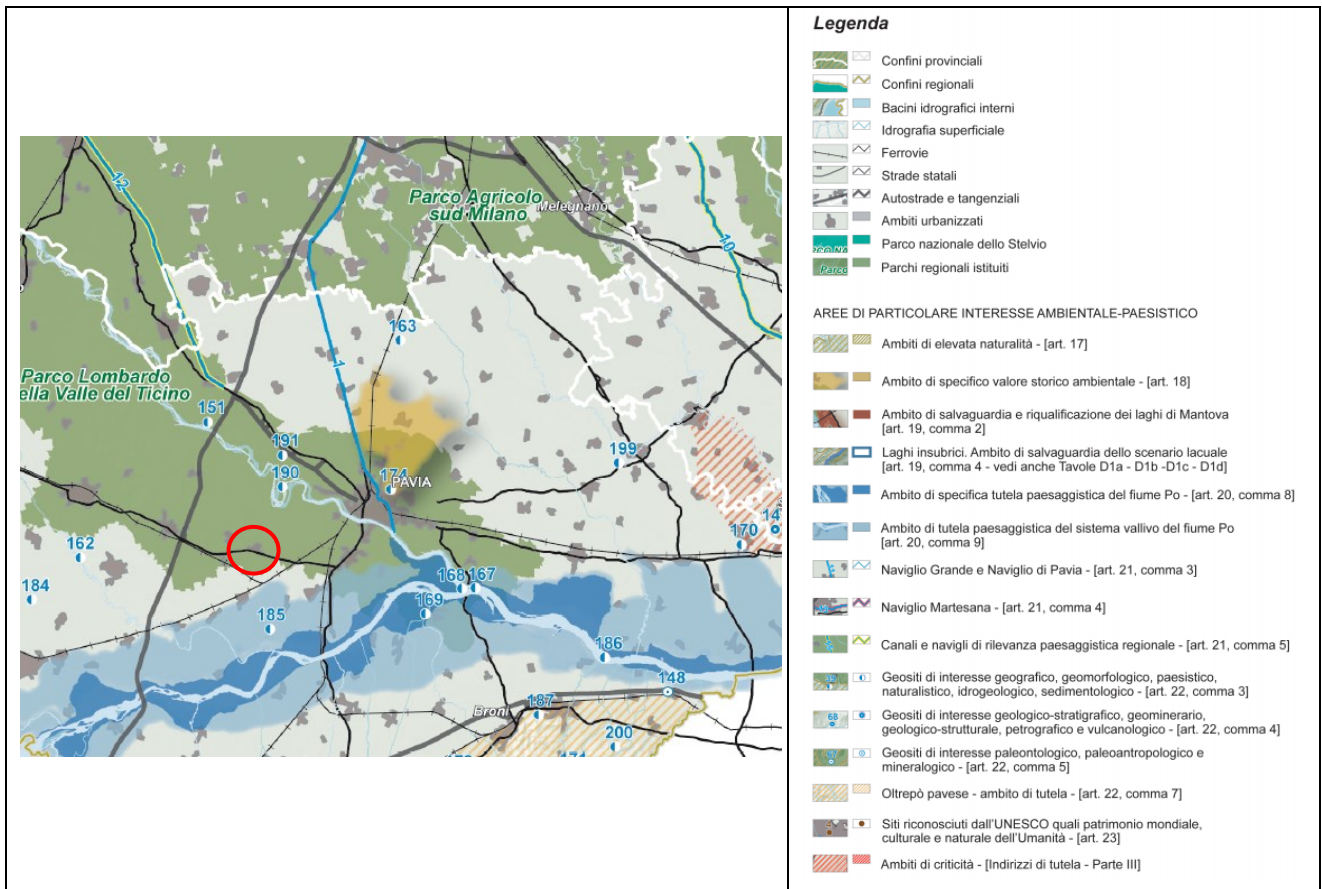 12
Parco Agricolo
sud Milano
Melegnano
10
163
1
Parco Lombardo
ella Valle del Ticino
151
191
199
190
174
PAVIA
14
170
162
184
168
167
169
185
186
148
Broni
187
200
Legenda
Confini provinciali
Confini regionali
Bacini idrografici interni
Idrografia superficiale
Ferrovie
Strade statali
Autostrade e tangenziali
Ambiti urbanizzati
Parco nazionale dello Stelvio
Parchi regionali istituiti
AREE DI PARTICOLARE INTERESSE AMBIENTALE-PAESISTICO
Ambiti di elevata naturalità - [art. 17]
Ambito di specifico valore storico ambientale - [art. 18]
Ambito di salvaguardia e riqualificazione dei laghi di Mantova
[art. 19, comma 2]
Laghi insubrici. Ambito di salvaguardia dello scenario lacuale
[art. 19, comma 4 - vedi anche Tavole D1a - D1b -D1c - D1d]
Ambito di specifica tutela paesaggistica del fiume Po - [art. 20, comma 8]
Ambito di tutela paesaggistica del sistema vallivo del fiume Po
[art. 20, comma 9]
Naviglio Grande e Naviglio di Pavia - [art. 21, comma 3]
Naviglio Martesana - [art. 21, comma 4]
Canali e navigli di rilevanza paesaggistica regionale - [art. 21, comma 5]
Geositi di interesse geografico, geomorfologico, paesistico,
naturalistico, idrogeologico, sedimentologico - [art. 22, comma 3]
68
Geositi di interesse geologico-stratigrafico, geominerario,
geologico-strutturale, petrografico e vulcanologico - [art. 22, comma 4]
Geositi di interesse paleontologico, paleoantropologico e
mineralogico - [art. 22, comma 5]
Oltrepò pavese - ambito di tutela - [art. 22, comma 7]
Siti riconosciuti dall'UNESCO quali patrimonio mondiale,
culturale e naturale dell'Umanità - [art. 23]
Ambiti di criticità - [Indirizzi di tutela - Parte III]